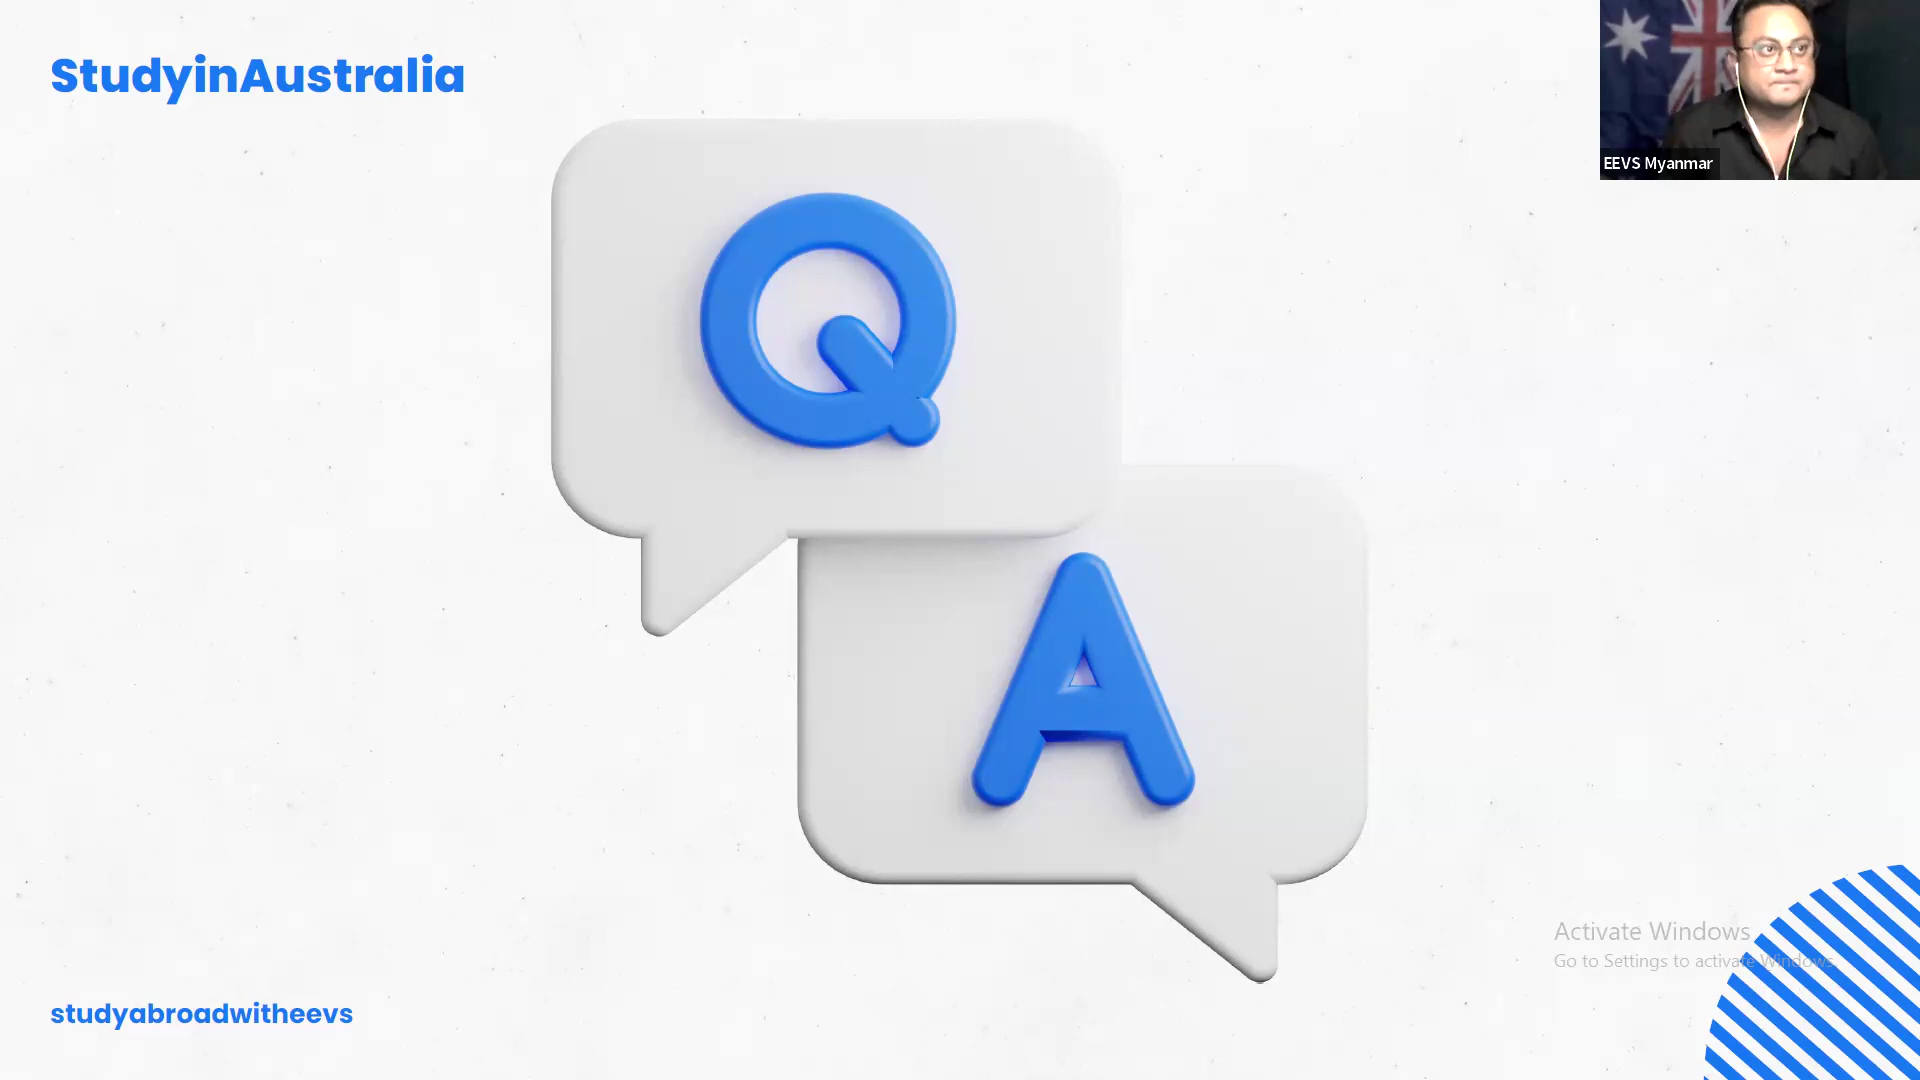 StudyinAustralia
EEVS Myanmar
Q
A
Activate Windows
Go to Settings to activate Windows.
studyabroadwitheevs